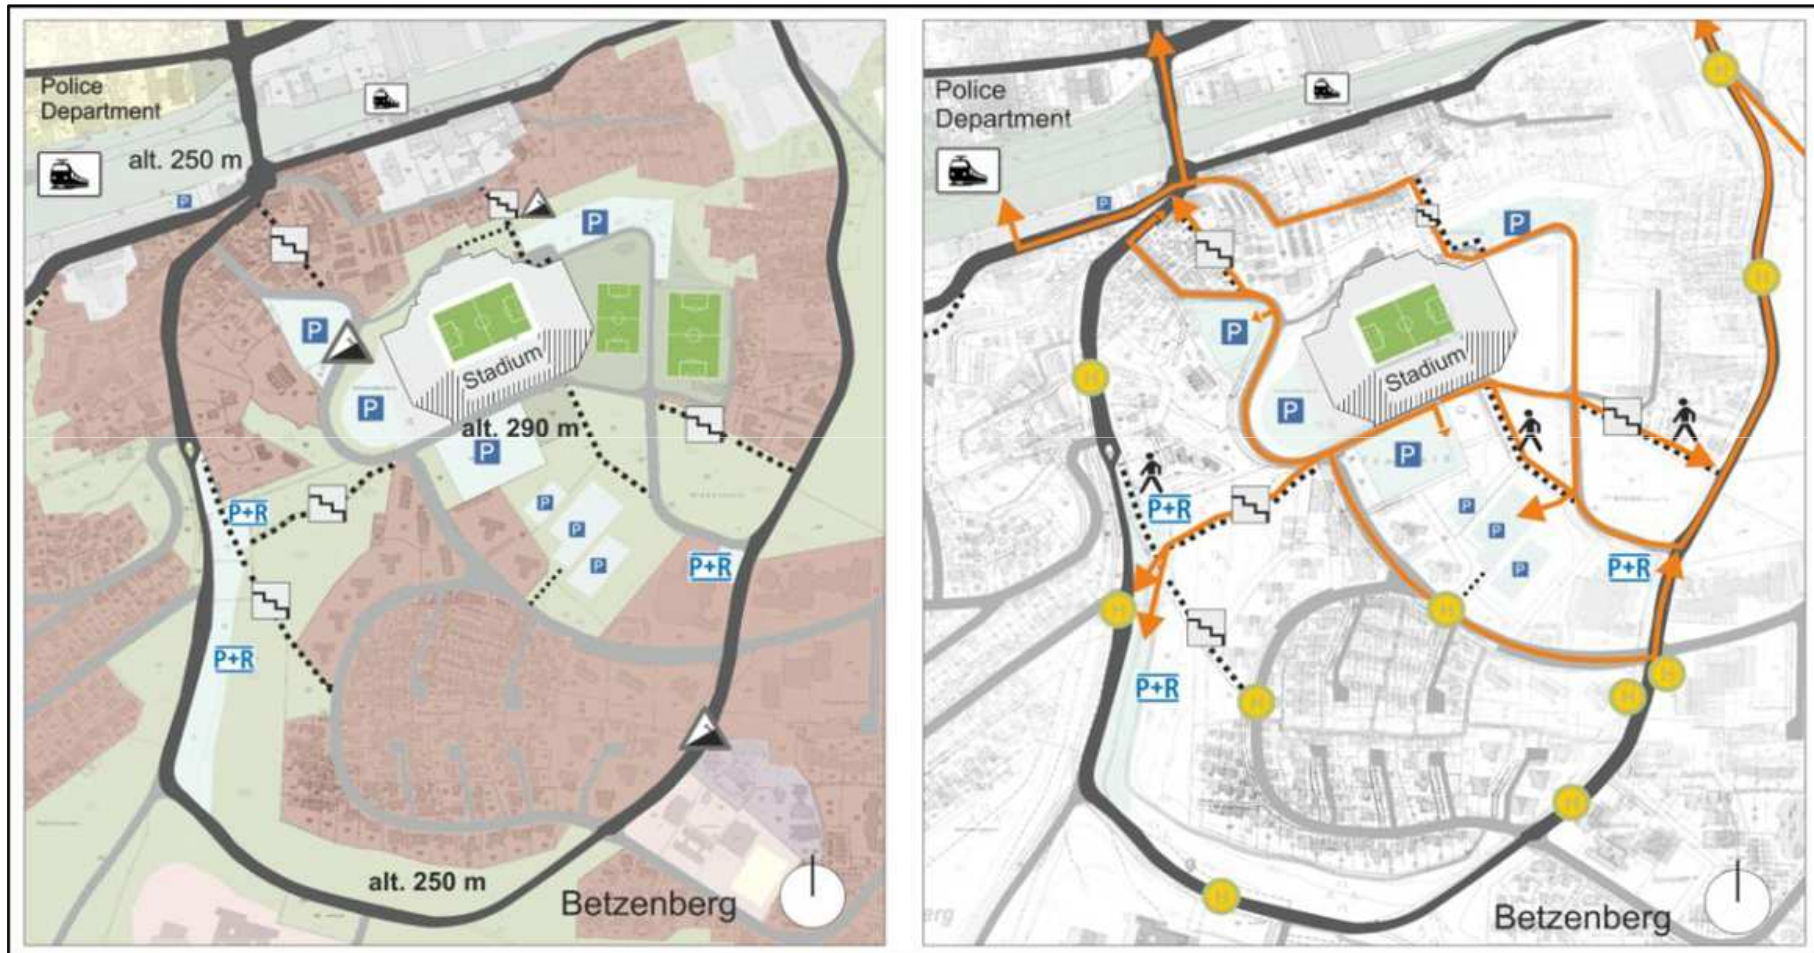 Police
Department
alt. 250 m
P
P
P
P
Stadium
alt. 290 m
P
P
P
P
P+R
P+R
P+R
alt. 250 m
Betzenberg
Police
Department
P
P
P
P
Stadium
P
P
P
P
P+R
P+R
P+R
H
H
H
H
H
H
H
H
H
Betzenberg